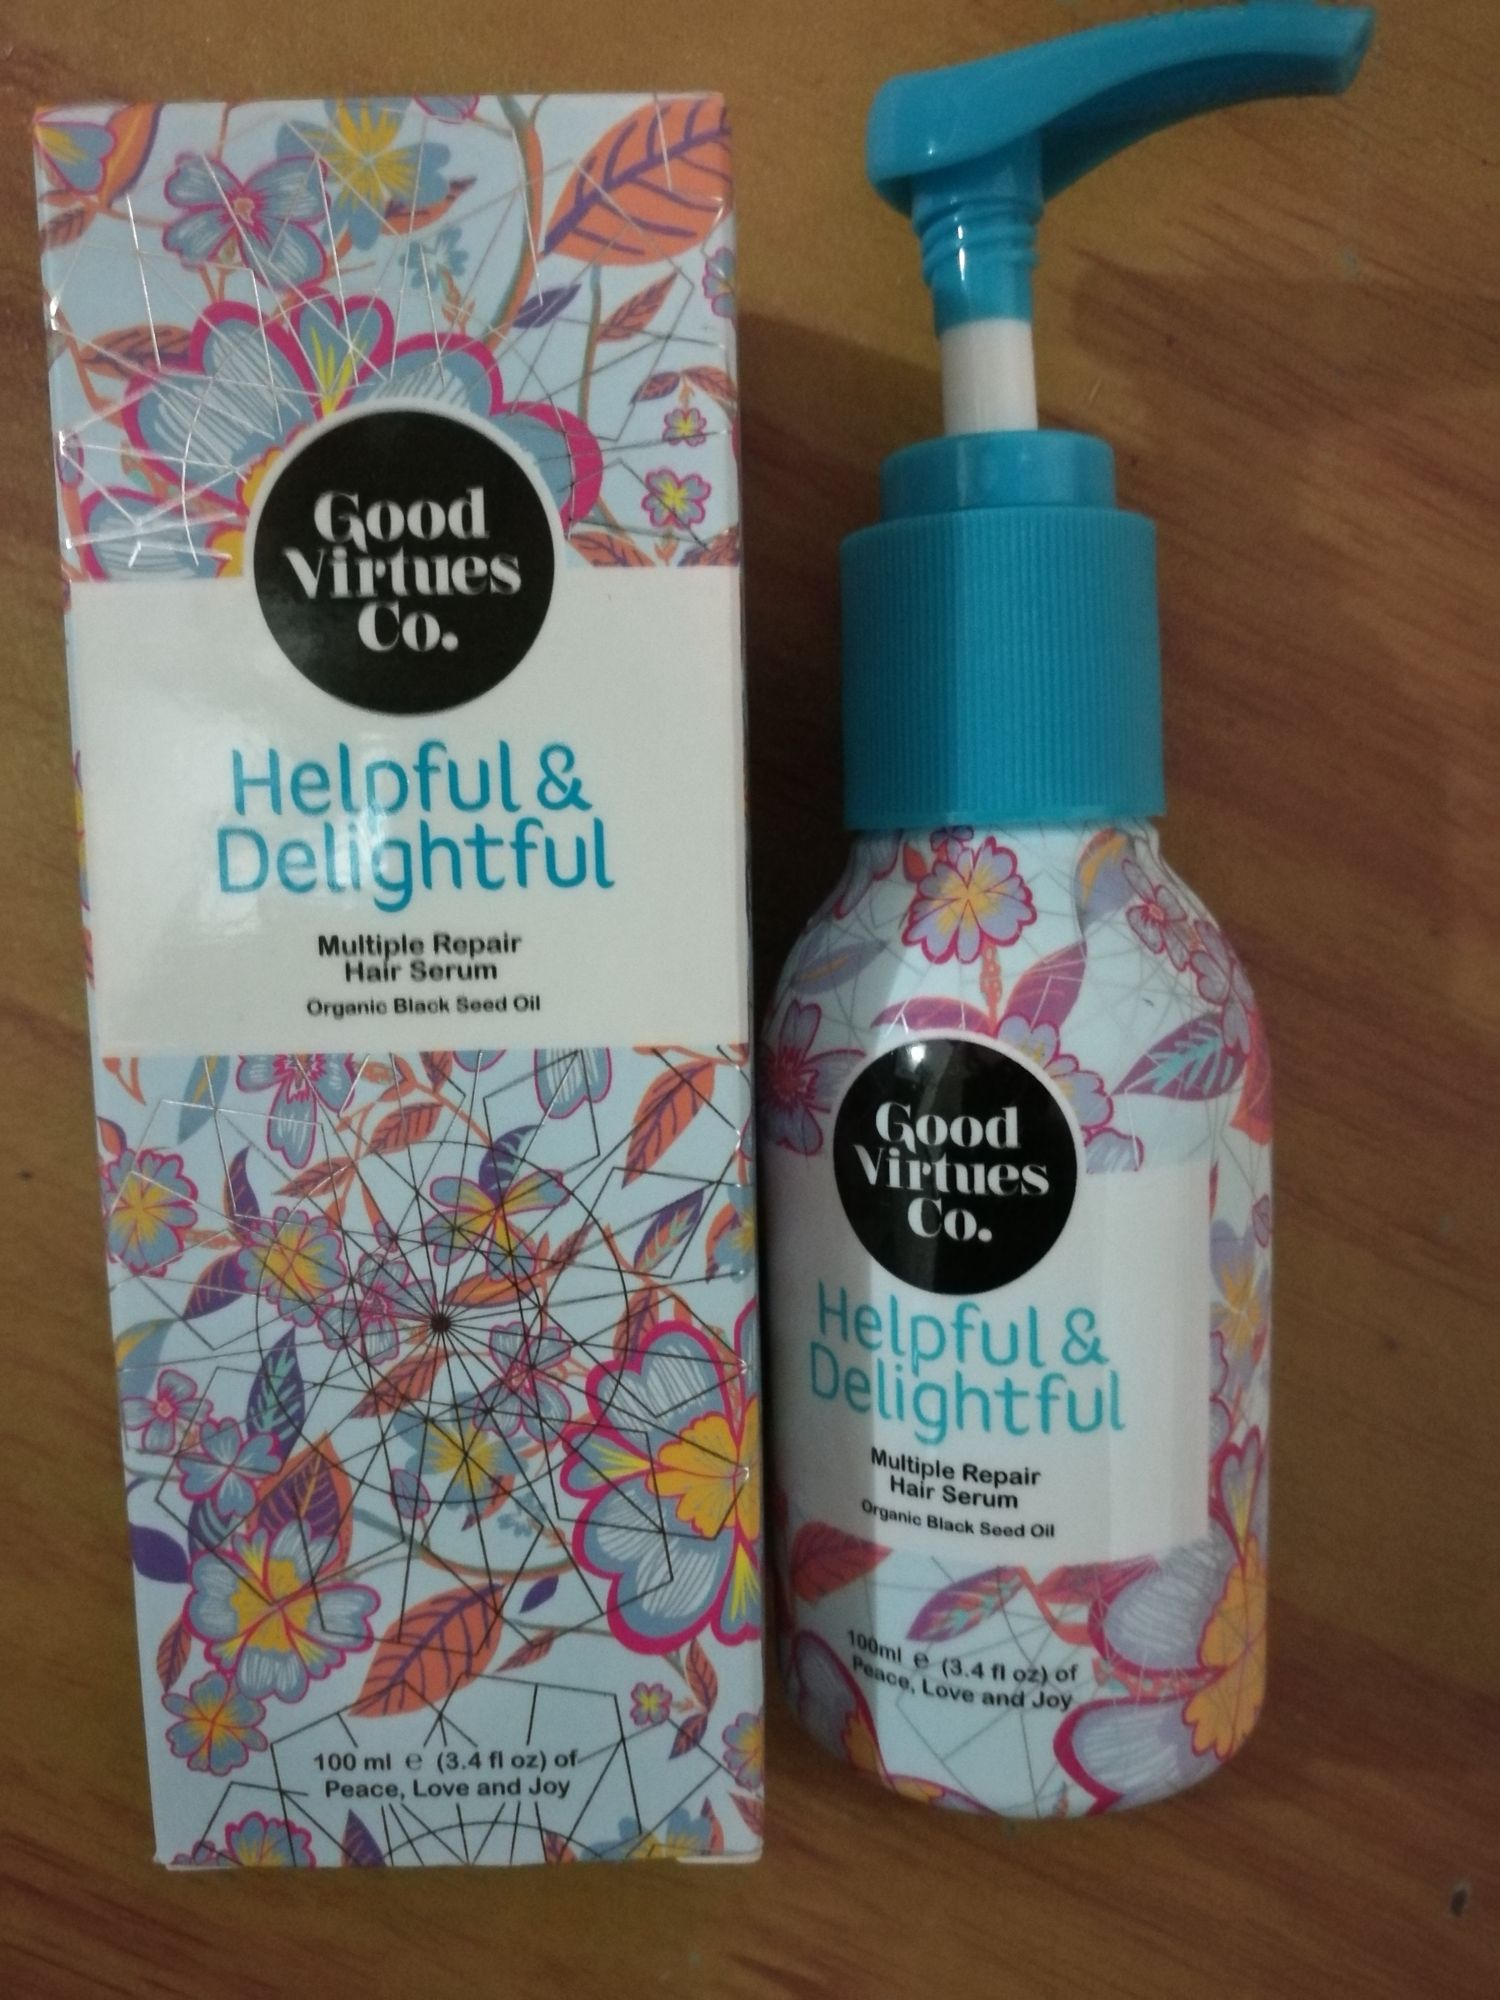 Good
Virtues
Co.
Helpful &
Delightful
Multiple Repair
Hair Serum
Organic Black Seed Oil
100 ml ℮ (3.4 fl oz) of
Peace, Love and Joy
Good
Virtues
Co.
Helpful &
Delightful
Multiple Repair
Hair Serum
Organic Black Seed Oil
100ml ℮ (3.4 fl oz) of
Peace, Love and Joy